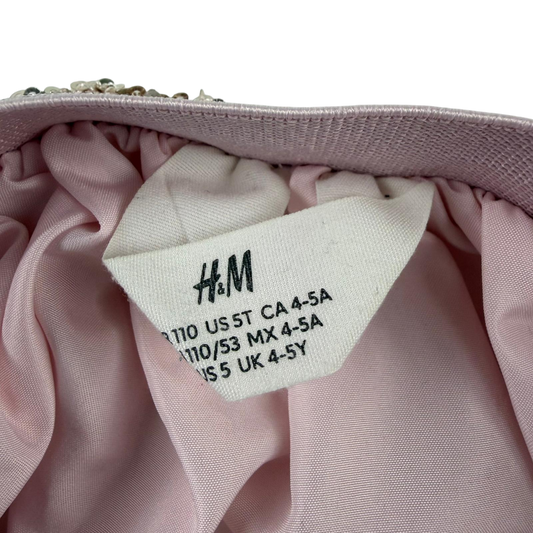 H&M
110 US 5T CA 4-5A
110/53 MX 4-5A
US 5 UK 4-5Y